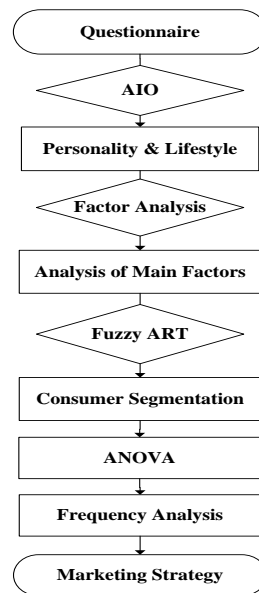 Questionnaire
AIO
Personality & Lifestyle
Factor Analysis
Analysis of Main Factors
Fuzzy ART
Consumer Segmentation
ANOVA
Frequency Analysis
Marketing Strategy